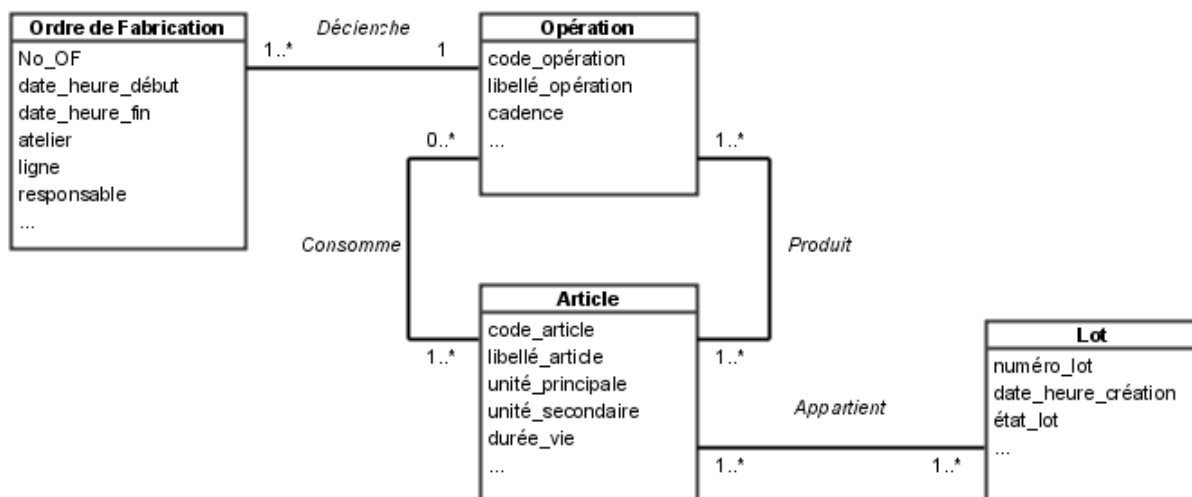 Ordre de Fabrication
No_OF
date_heure_début
date_heure_fin
atelier
ligne
responsable
...
1..*
Décienche
1
Opération
code_opération
libellé_opération
cadence
...
0..*
1..*
Consomme
Produit
Article
code_article
libellé_article
unité_principale
unité_secondaire
durée_vie
...
1..*
1..*
Appartient
1..*
1..*
Lot
numéro_lot
date_heure_création
état_lot
...